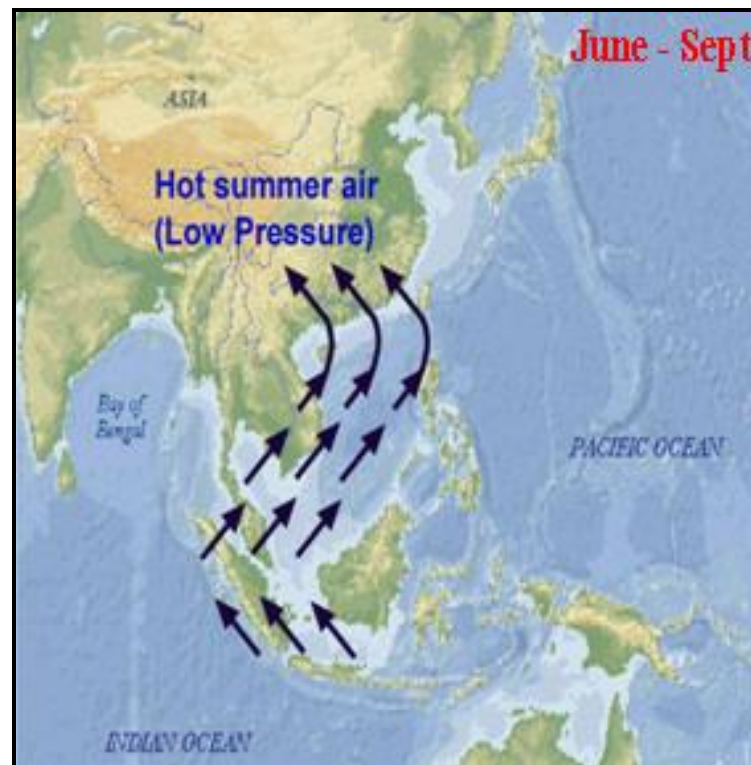 June - Sept
ASIA
Hot summer air
(Low Pressure)
Bay of
Bengal
PACIFIC OCEAN
INDIAN OCEAN